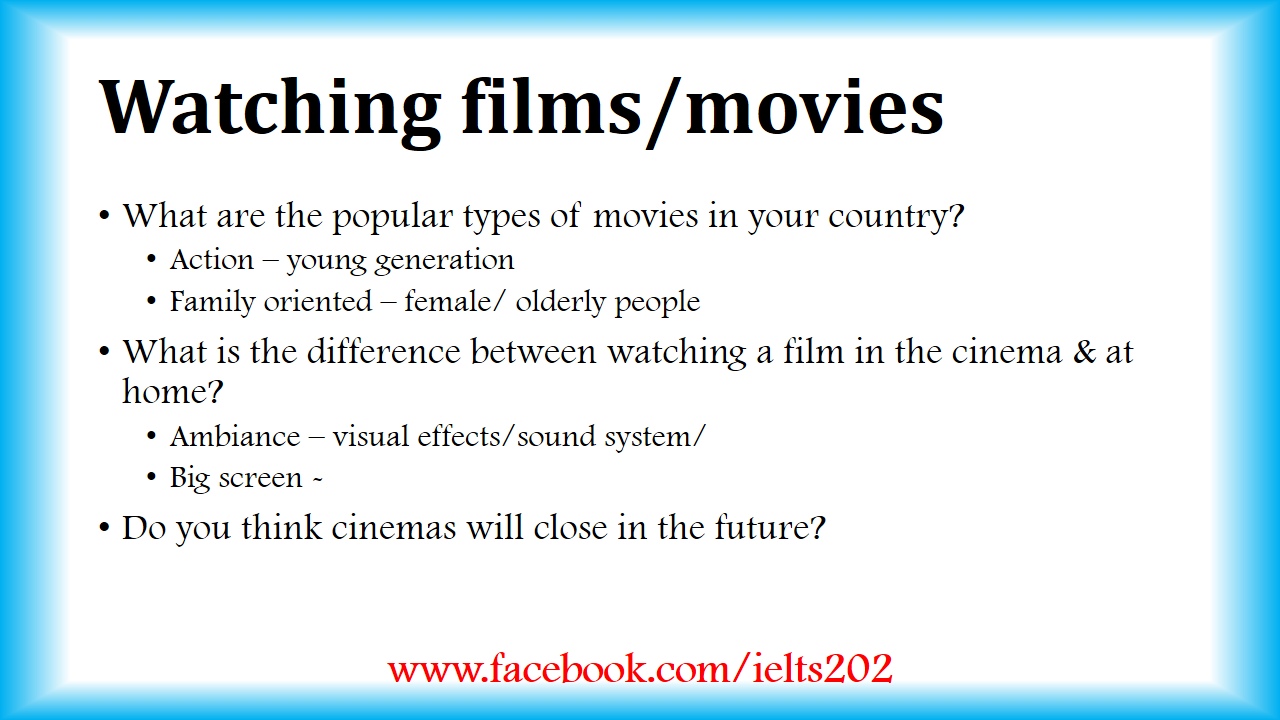 Watching films/movies
• What are the popular types of movies in your country?
• Action – young generation
• Family oriented – female/ olderly people
• What is the difference between watching a film in the cinema & at
home?
• Ambiance – visual effects/sound system/
• Big screen -
• Do you think cinemas will close in the future?
www.facebook.com/ielts202